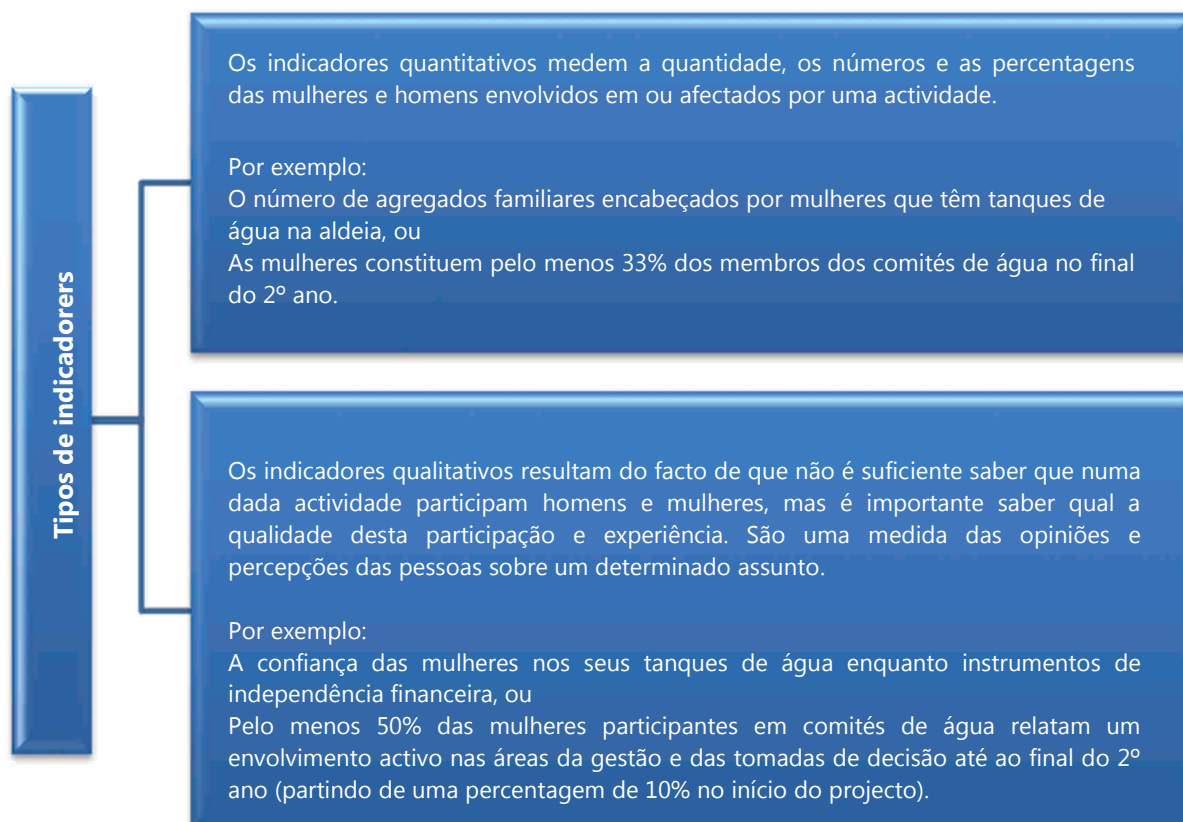 Tipos de indicadorers
Os indicadores quantitativos medem a quantidade, os números e as percentagens
das mulheres e homens envolvidos em ou afectados por uma actividade.
Por exemplo:
O número de agregados familiares encabeçados por mulheres que têm tanques de
água na aldeia, ou
As mulheres constituem pelo menos 33% dos membros dos comités de água no final
do 2º ano.
Os indicadores qualitativos resultam do facto de que não é suficiente saber que numa
dada actividade participam homens e mulheres, mas é importante saber qual a
qualidade desta participação e experiência. São uma medida das opiniões e
percepções das pessoas sobre um determinado assunto.
Por exemplo:
A confiança das mulheres nos seus tanques de água enquanto instrumentos de
independência financeira, ou
Pelo menos 50% das mulheres participantes em comités de água relatam um
envolvimento activo nas áreas da gestão e das tomadas de decisão até ao final do 2º
ano (partindo de uma percentagem de 10% no início do projecto).